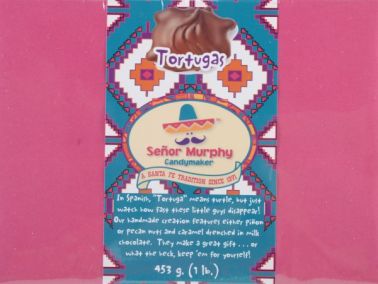 Tortugas
Señor Murphy
Candymaker
A SANTA FE TRADITION SINCE 1971
In Spanish, "Tortuga" means turtle, but just
watch how fast these little guys disappear!
Our handmade creation features either piñon
or pecan nuts and caramel drenched in milk
chocolate. They make a great gift . . . or
what the heck, keep 'em for yourself!
453 g. (1 lb.)